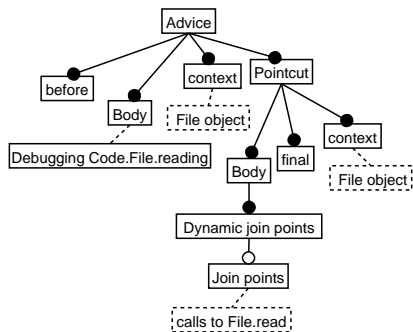 Advice
before
Body
context
Pointcut
File object
Debugging Code.File.reading
Body
final
context
File object
Dynamic join points
Join points
calls to File.read